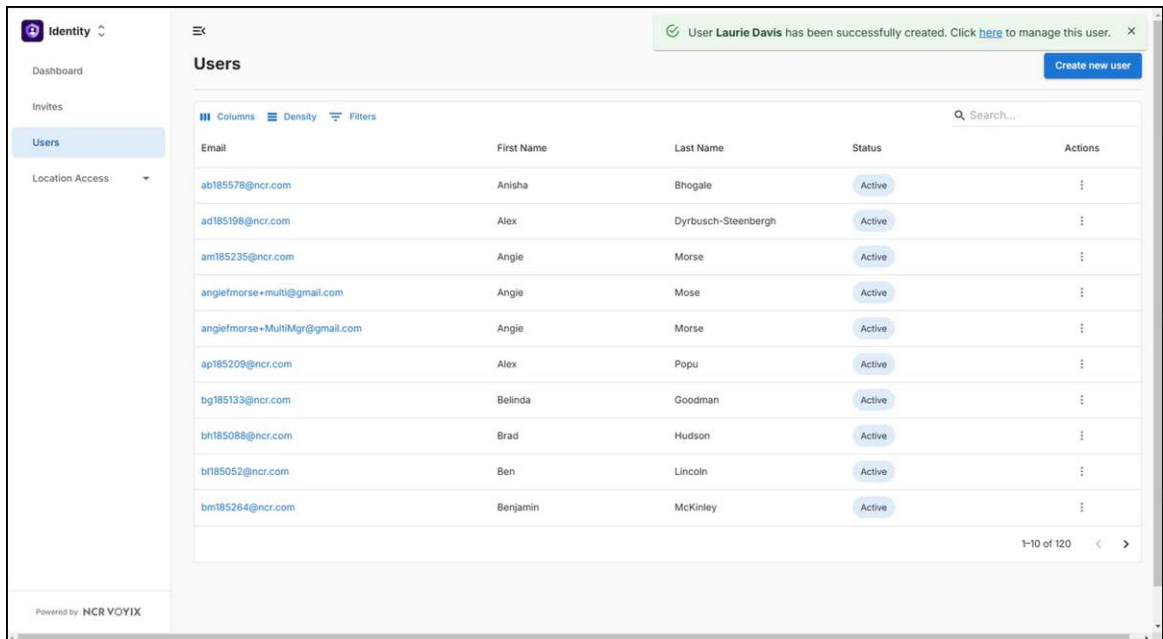 Identity
User Laurie Davis has been successfully created. Click here to manage this user.
Dashboard
Invites
Users
Location Access
Users
Create new user
Columns Density Filters
Search...
Email First Name Last Name Status Actions
ab185578@ncr.com Anisha Bhogale Active
ad185198@ncr.com Alex Dyrbusch-Steenbergh Active
am185235@ncr.com Angie Morse Active
angiefmorse+multi@gmail.com Angie Mose Active
angiefmorse+MultiMgr@gmail.com Angie Morse Active
ap185209@ncr.com Alex Popu Active
bg185133@ncr.com Belinda Goodman Active
bh185088@ncr.com Brad Hudson Active
bl185052@ncr.com Ben Lincoln Active
bm185264@ncr.com Benjamin McKinley Active
1–10 of 120
Powered by NCR VOYIX